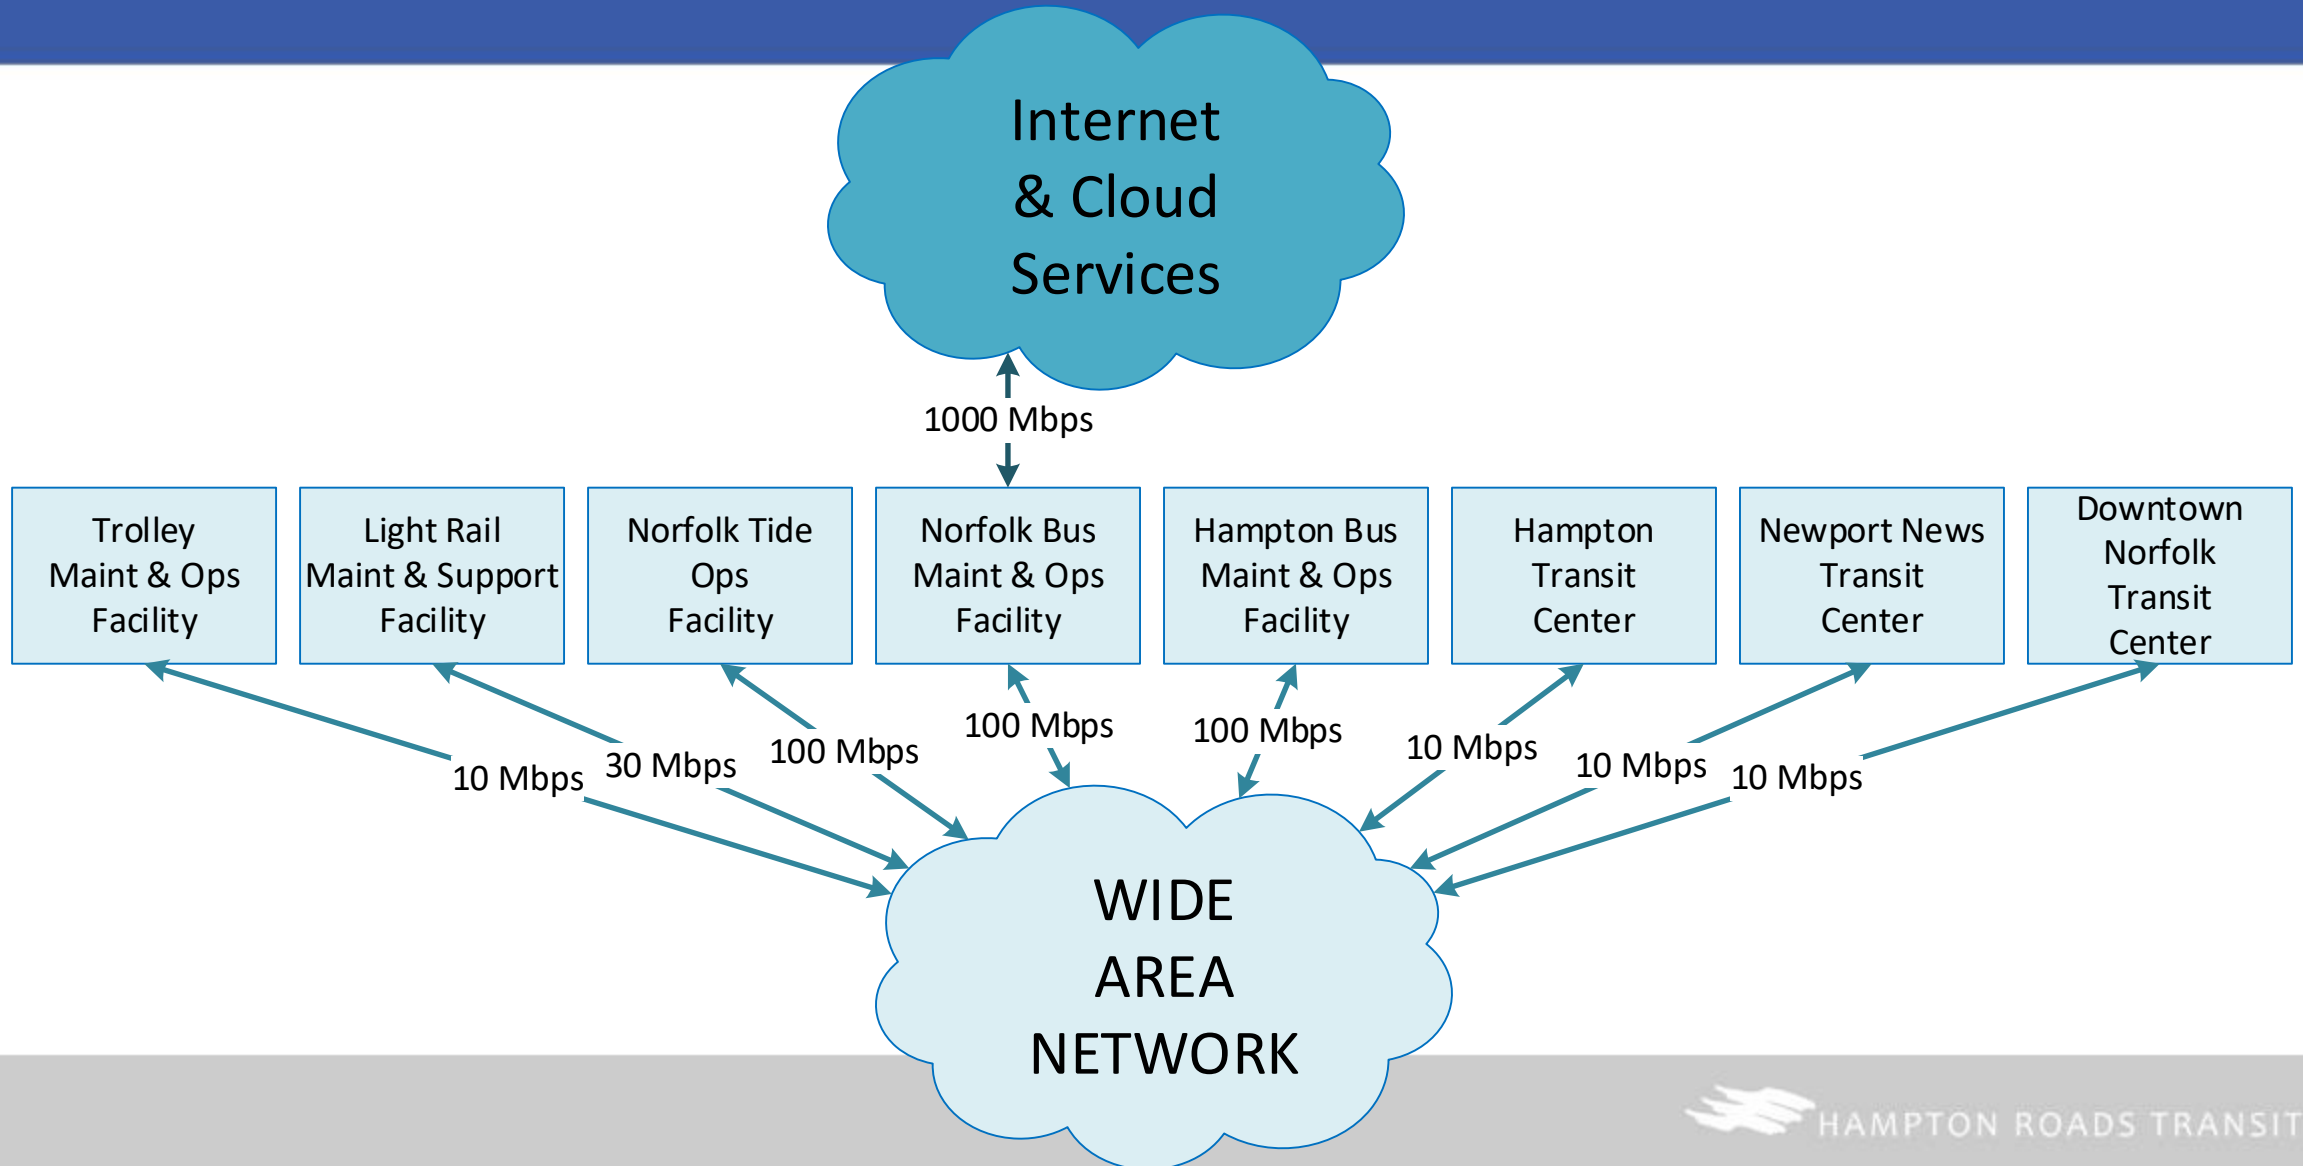 Internet
& Cloud
Services
1000 Mbps
Trolley
Maint & Ops
Facility
Light Rail
Maint & Support
Facility
Norfolk Tide
Ops
Facility
Norfolk Bus
Maint & Ops
Facility
Hampton Bus
Maint & Ops
Facility
Hampton
Transit
Center
Newport News
Transit
Center
Downtown
Norfolk
Transit
Center
10 Mbps
30 Mbps
100 Mbps
100 Mbps
100 Mbps
10 Mbps
10 Mbps
10 Mbps
WIDE
AREA
NETWORK
HAMPTON ROADS TRANSIT